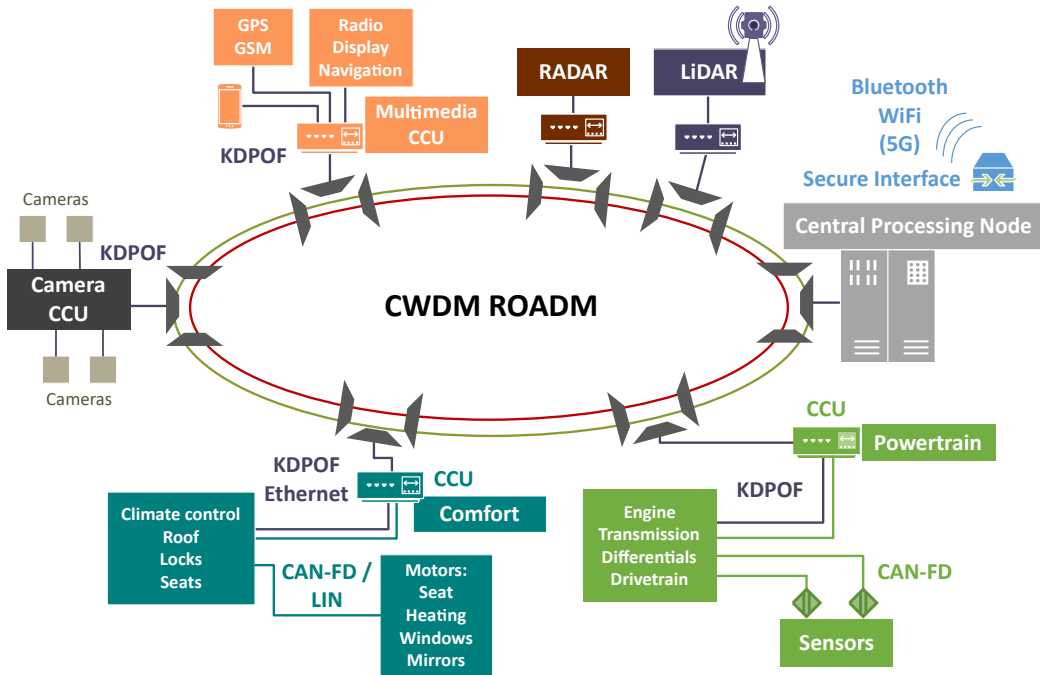 GPS
GSM
Radio
Display
Navigation
Multimedia
CCU
KDPOF
RADAR
LiDAR
Bluetooth
WiFi
(5G)
Secure Interface
Central Processing Node
Cameras
KDPOF
Camera
CCU
Cameras
CWDM ROADM
KDPOF
Ethernet
CCU
Comfort
Climate control
Roof
Locks
Seats
CAN-FD /
LIN
Motors:
Seat
Heating
Windows
Mirrors
CCU
Powertrain
KDPOF
Engine
Transmission
Differentials
Drivetrain
CAN-FD
Sensors